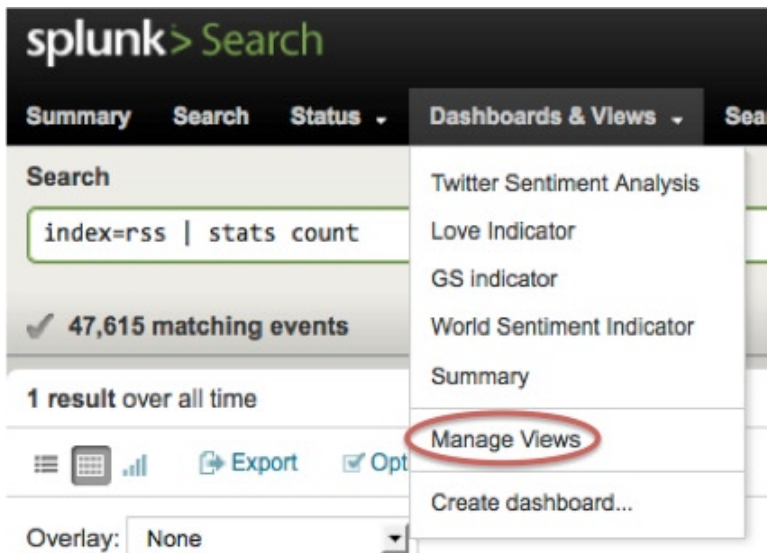 splunk> Search
Summary Search Status Dashboards & Views Sea
Search
index=rss | stats count
47,615 matching events
1 result over all time
Export Opt
Overlay: None
Twitter Sentiment Analysis
Love Indicator
GS indicator
World Sentiment Indicator
Summary
Manage Views
Create dashboard...